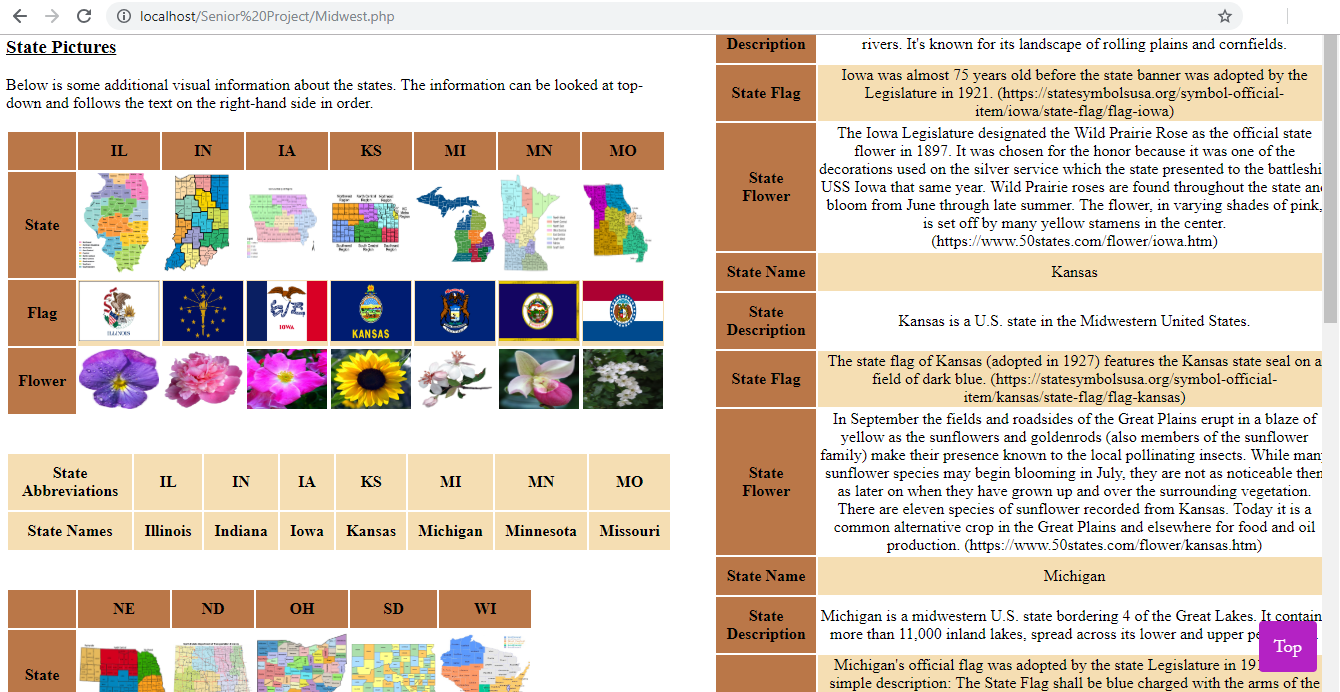 localhost/Senior%20Project/Midwest.php
State Pictures
Below is some additional visual information about the states. The information can be looked at top-
down and follows the text on the right-hand side in order.
IL IN IA KS MI MN MO
State
Flag
ILLINOIS
IOWA
KANSAS
Flower
State
Abbreviations
IL IN IA KS MI MN MO
State Names Illinois Indiana Iowa Kansas Michigan Minnesota Missouri
NE ND OH SD WI
State
Description
rivers. It's known for its landscape of rolling plains and cornfields.
State Flag
Iowa was almost 75 years old before the state banner was adopted by the
Legislature in 1921. (https://statesymbolsusa.org/symbol-official-
item/iowa/state-flag/flag-iowa)
State
Flower
The Iowa Legislature designated the Wild Prairie Rose as the official state
flower in 1897. It was chosen for the honor because it was one of the
decorations used on the silver service which the state presented to the battleshi
USS Iowa that same year. Wild Prairie roses are found throughout the state an
bloom from June through late summer. The flower, in varying shades of pink,
is set off by many yellow stamens in the center.
(https://www.50states.com/flower/iowa.htm)
State Name
Kansas
State
Description
Kansas is a U.S. state in the Midwestern United States.
State Flag
The state flag of Kansas (adopted in 1927) features the Kansas state seal on a
field of dark blue. (https://statesymbolsusa.org/symbol-official-
item/kansas/state-flag/flag-kansas)
State
Flower
In September the fields and roadsides of the Great Plains erupt in a blaze of
yellow as the sunflowers and goldenrods (also members of the sunflower
family) make their presence known to the local pollinating insects. While man
sunflower species may begin blooming in July, they are not as noticeable then
as later on when they have grown up and over the surrounding vegetation.
There are eleven species of sunflower recorded from Kansas. Today it is a
common alternative crop in the Great Plains and elsewhere for food and oil
production. (https://www.50states.com/flower/kansas.htm)
State Name
Michigan
State
Description
Michigan is a midwestern U.S. state bordering 4 of the Great Lakes. It contain
more than 11,000 inland lakes, spread across its lower and upper pe
Michigan's official flag was adopted by the state Legislature in 191
simple description: The State Flag shall be blue charged with the arms of the
Top